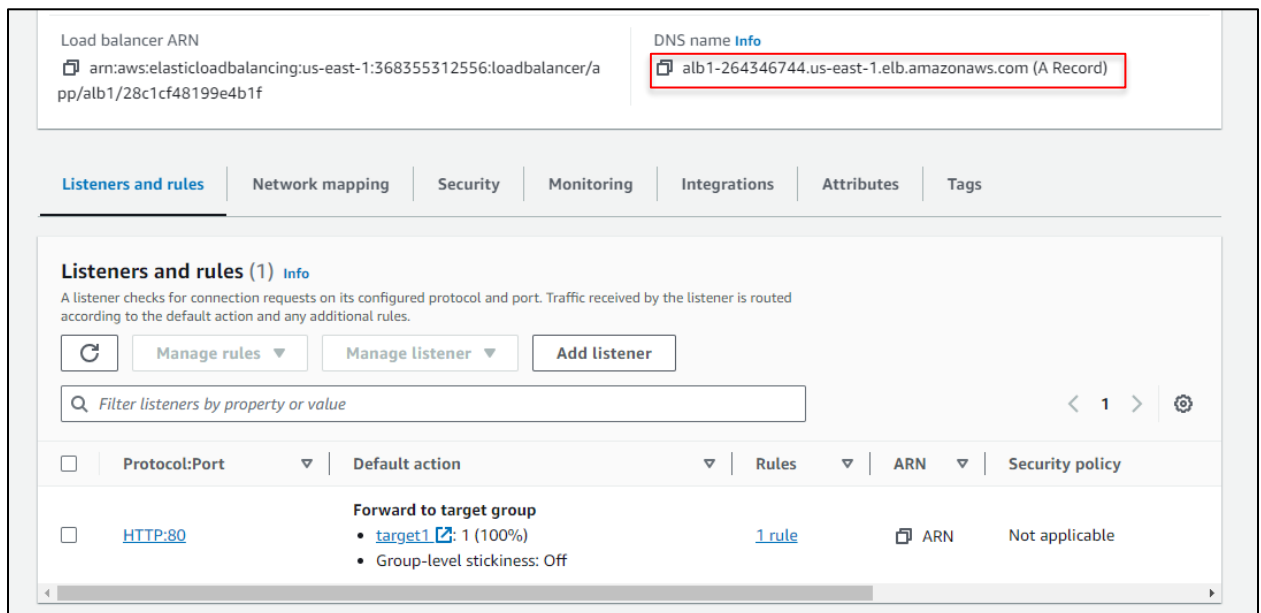 Load balancer ARN
arn:aws:elasticloadbalancing:us-east-1:368355312556:loadbalancer/a
pp/alb1/28c1cf48199e4b1f
DNS name Info
alb1-264346744.us-east-1.elb.amazonaws.com (A Record)
Listeners and rules Network mapping Security Monitoring Integrations Attributes Tags
Listeners and rules (1) Info
A listener checks for connection requests on its configured protocol and port. Traffic received by the listener is routed
according to the default action and any additional rules.
Manage rules Manage listener Add listener
Filter listeners by property or value 1
Protocol:Port Default action Rules ARN Security policy
Forward to target group
HTTP:80 • target1: 1 (100%) 1 rule ARN Not applicable
• Group-level stickiness: Off